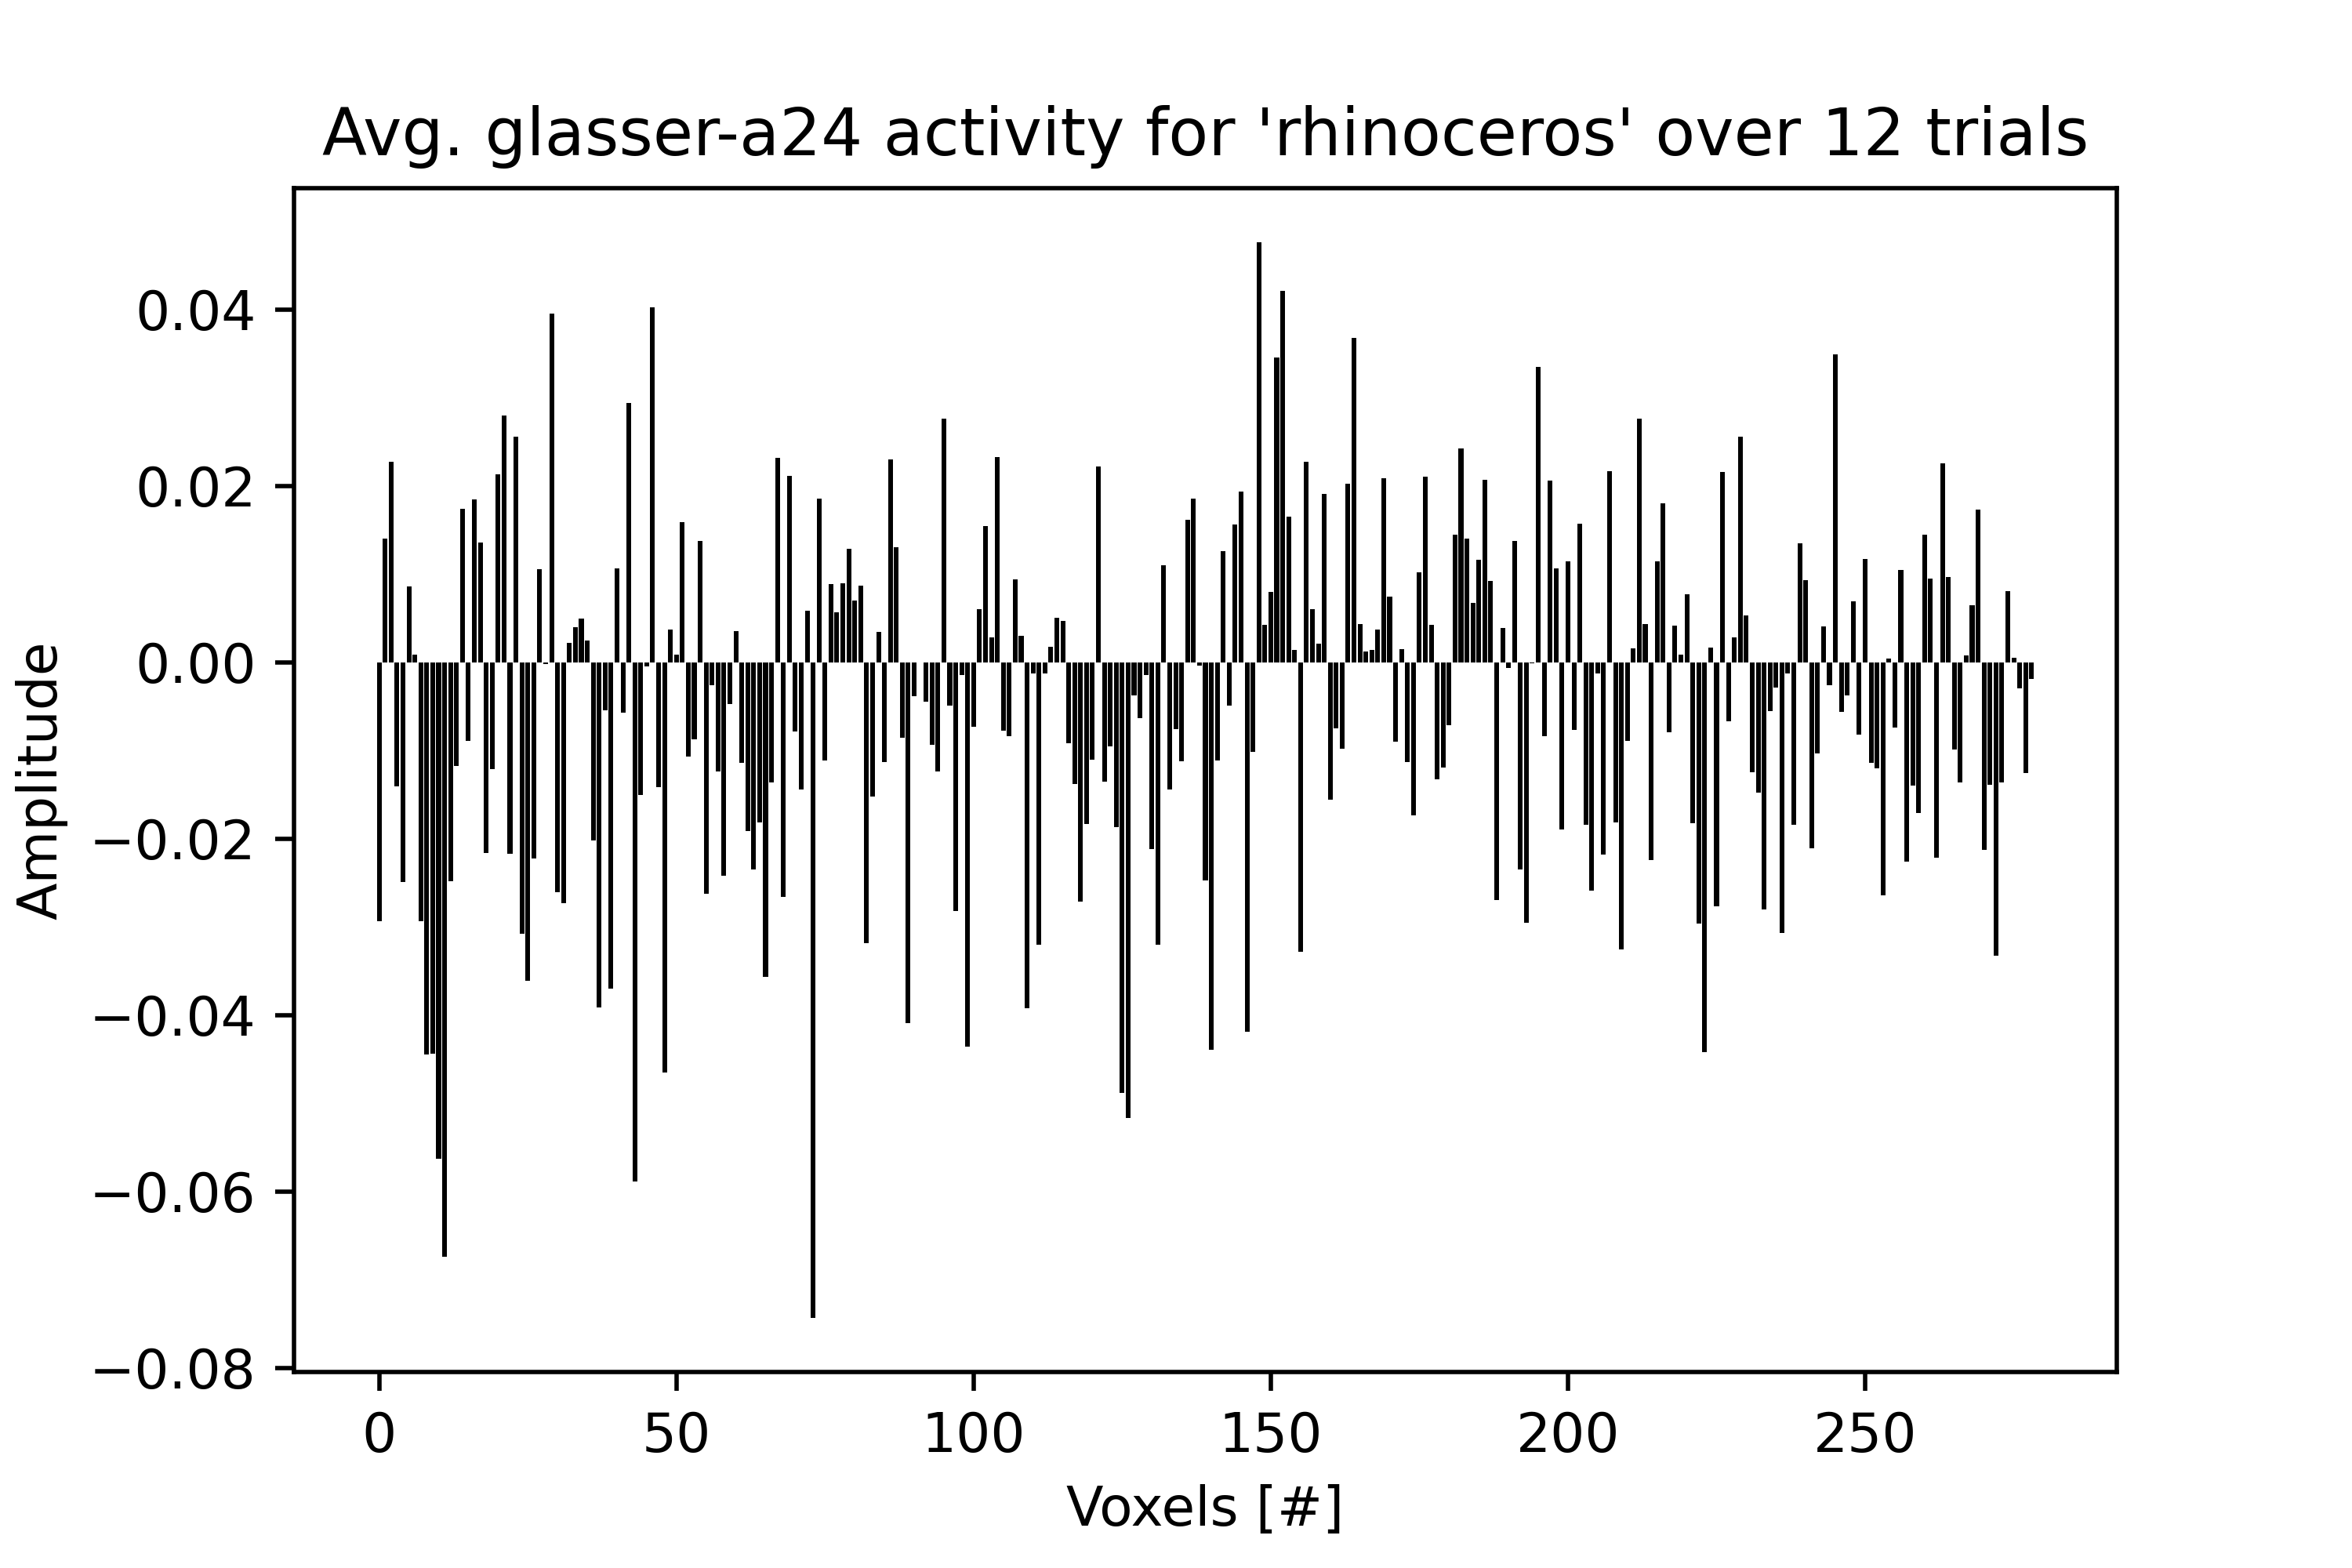 Avg. glasser-a24 activity for 'rhinoceros' over 12 trials
Amplitude
0.04
0.02
0.00
−0.02
−0.04
−0.06
−0.08
0 50 100 150 200 250
Voxels [#]